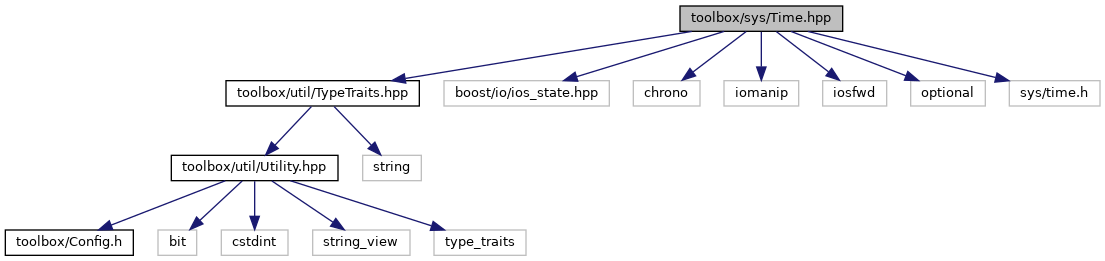 toolbox/sys/Time.hpp
toolbox/util/TypeTraits.hpp
boost/io/ios_state.hpp
chrono
iomanip
iosfwd
optional
sys/time.h
toolbox/util/Utility.hpp
string
toolbox/Config.h
bit
cstdint
string_view
type_traits